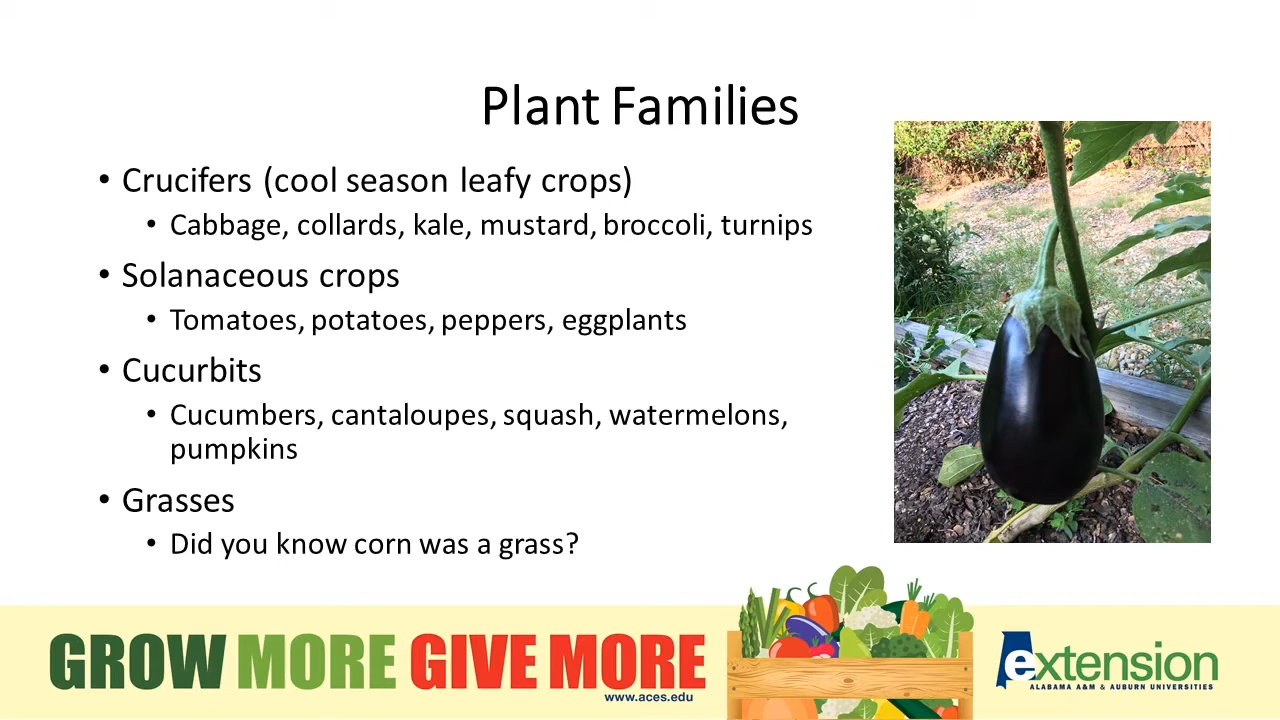 Plant Families
• Crucifers (cool season leafy crops)
• Cabbage, collards, kale, mustard, broccoli, turnips
• Solanaceous crops
• Tomatoes, potatoes, peppers, eggplants
• Cucurbits
• Cucumbers, cantaloupes, squash, watermelons,
pumpkins
• Grasses
• Did you know corn was a grass?
GROW MORE GIVE MORE
www.aces.edu
extension
ALABAMA A&M & AUBURN UNIVERSITIES